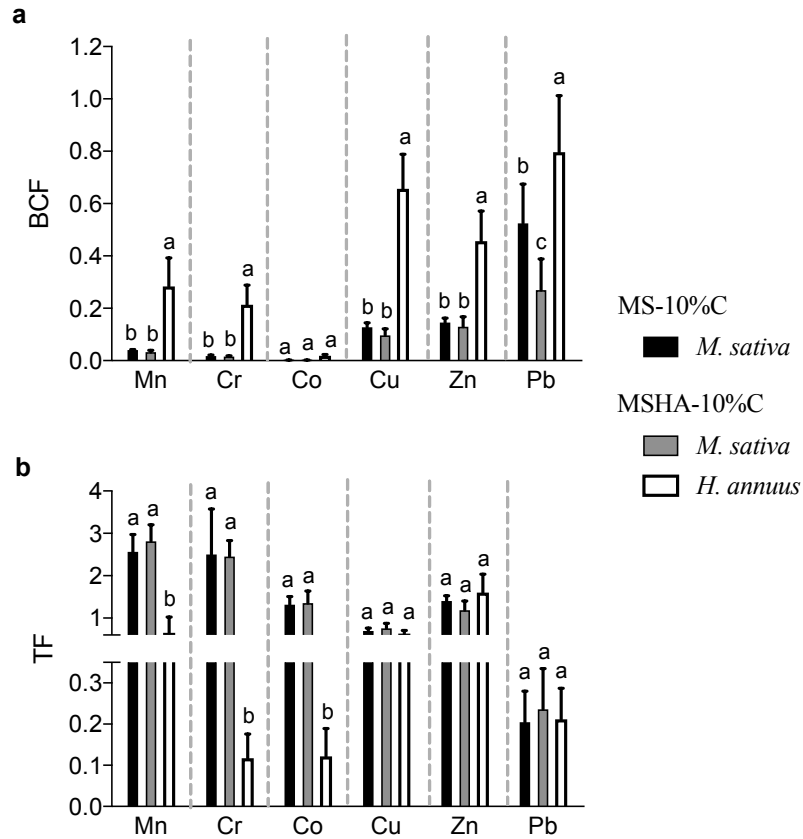 a
1.2
1.0
0.8
0.6
0.4
0.2
0.0
BCF
b b a
b b a
a a a
b b a
b b a
b c a
Mn Cr Co Cu Zn Pb
MS-10%C
M. sativa
MSHA-10%C
M. sativa
H. annuus
b
4
3
2
1
0.3
0.2
0.1
0.0
TF
a a b
a a b
a a b
a a a
a a a
a a a
Mn Cr Co Cu Zn Pb